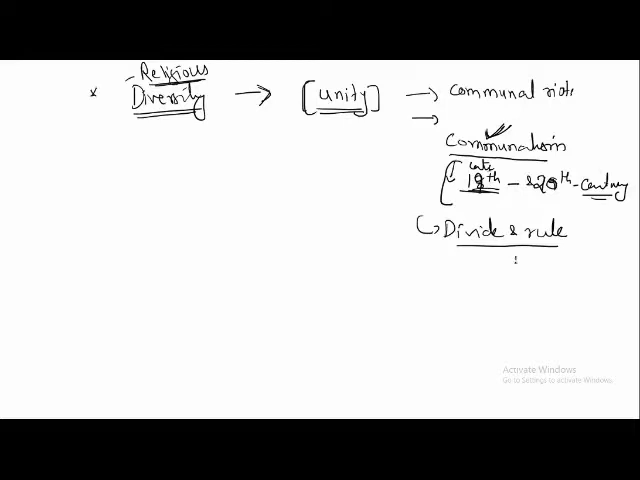 - Religious
* Diversity → [unity] → Communal riots
→
Communalism
late
19th - 20th - century
Divide & rule
Activate Windows
Go to Settings to activate Windows.